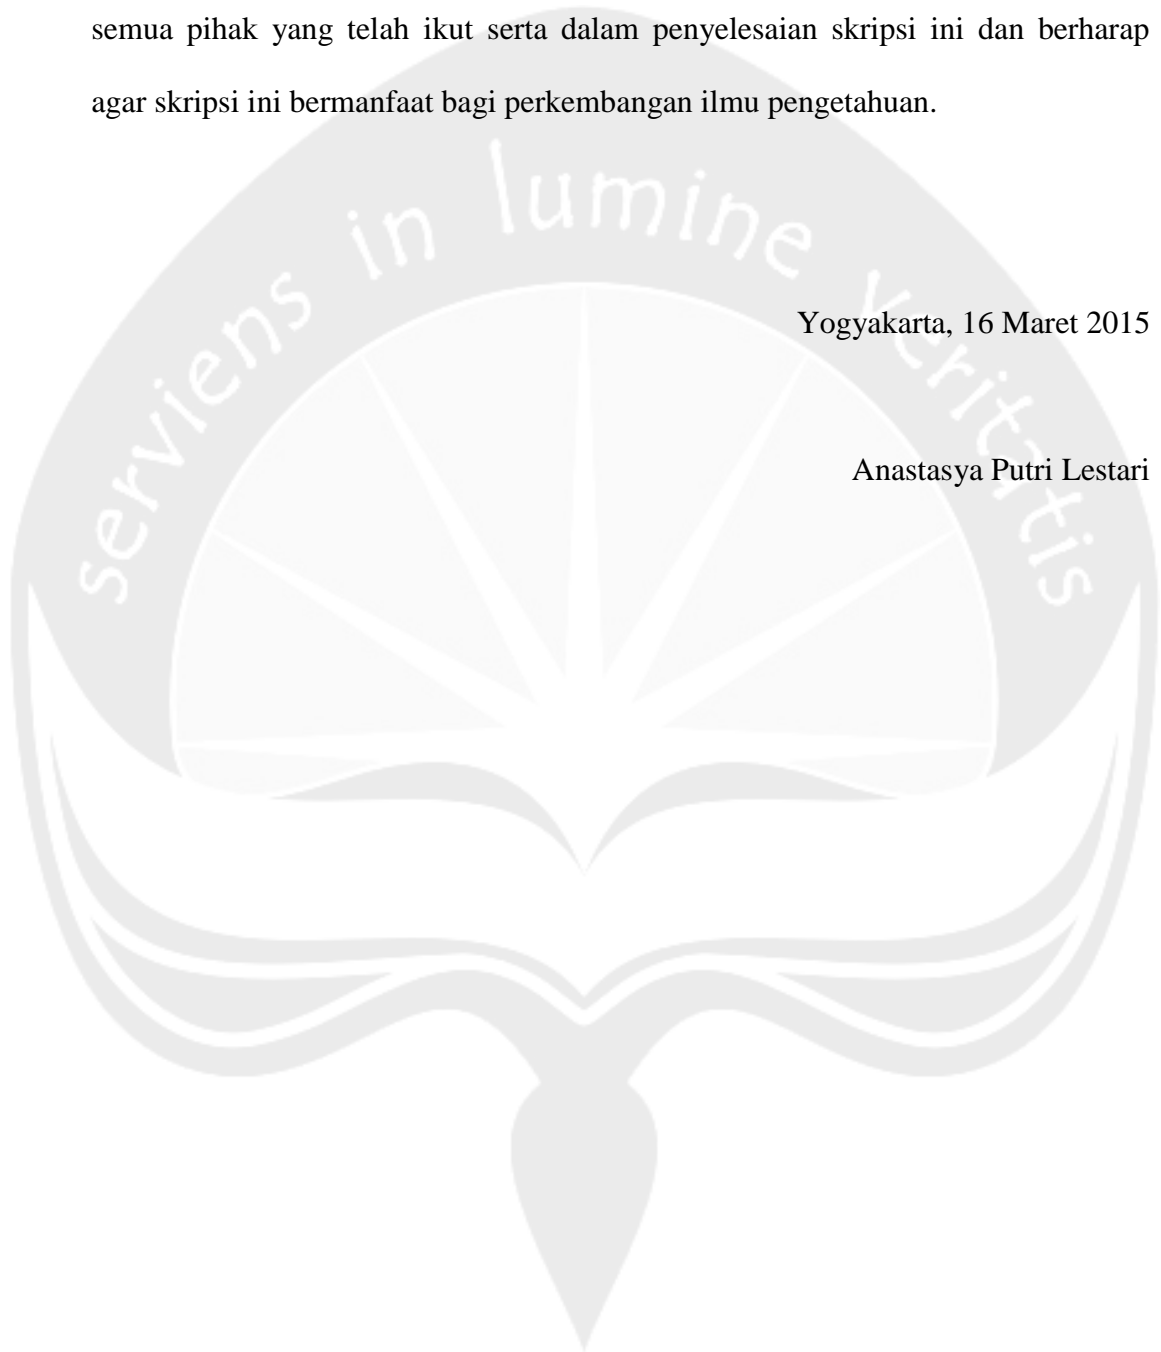 semua pihak yang telah ikut serta dalam penyelesaian skripsi ini dan berharap
agar skripsi ini bermanfaat bagi perkembangan ilmu pengetahuan.
serviens in lumine veritatis
Yogyakarta, 16 Maret 2015
Anastasya Putri Lestari